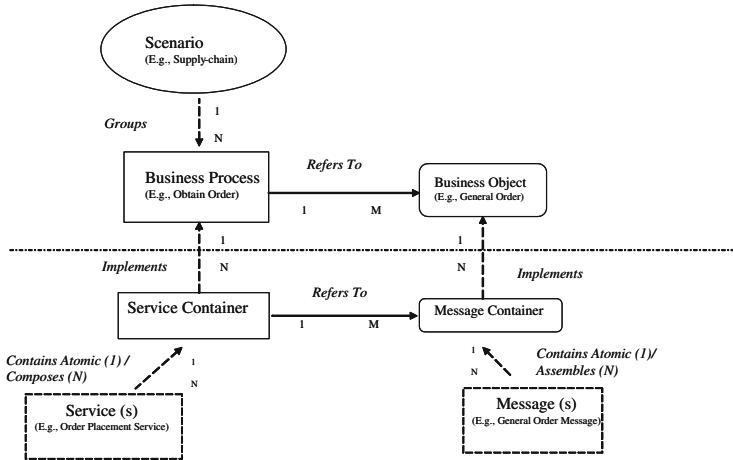 Scenario
(E.g., Supply-chain)
1
Groups
N
Refers To
Business Process
(E.g., Obtain Order)
Business Object
(E.g., General Order)
1 M
1 1
Implements N N Implements
Refers To
Service Container
Message Container
1 M
Contains Atomic (1) /
Composes (N)
1
N
1
N
Contains Atomic (1)/
Assembles (N)
Service (s)
(E.g., Order Placement Service)
Message (s)
(E.g., General Order Message)